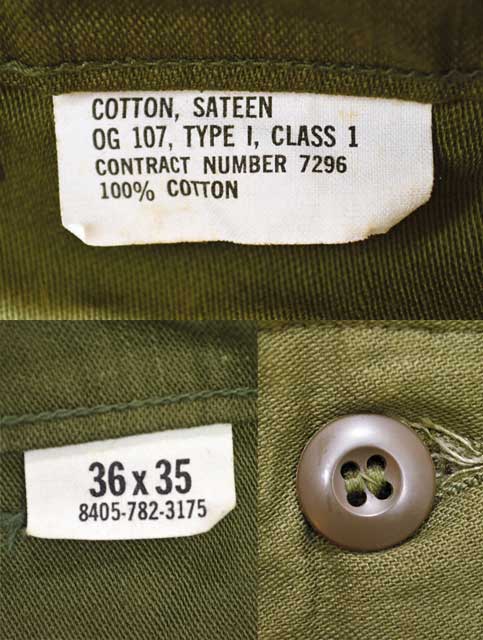 COTTON, SATEEN
OG 107, TYPE I, CLASS 1
CONTRACT NUMBER 7296
100% COTTON
36 x 35
8405-782-3175